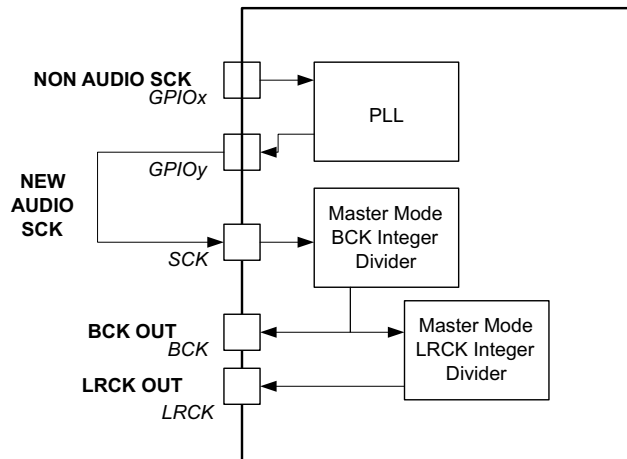 NON AUDIO SCK
GPIOx
PLL
GPIOy
NEW
AUDIO
SCK
SCK
Master Mode
BCK Integer
Divider
BCK OUT
BCK
Master Mode
LRCK Integer
Divider
LRCK OUT
LRCK